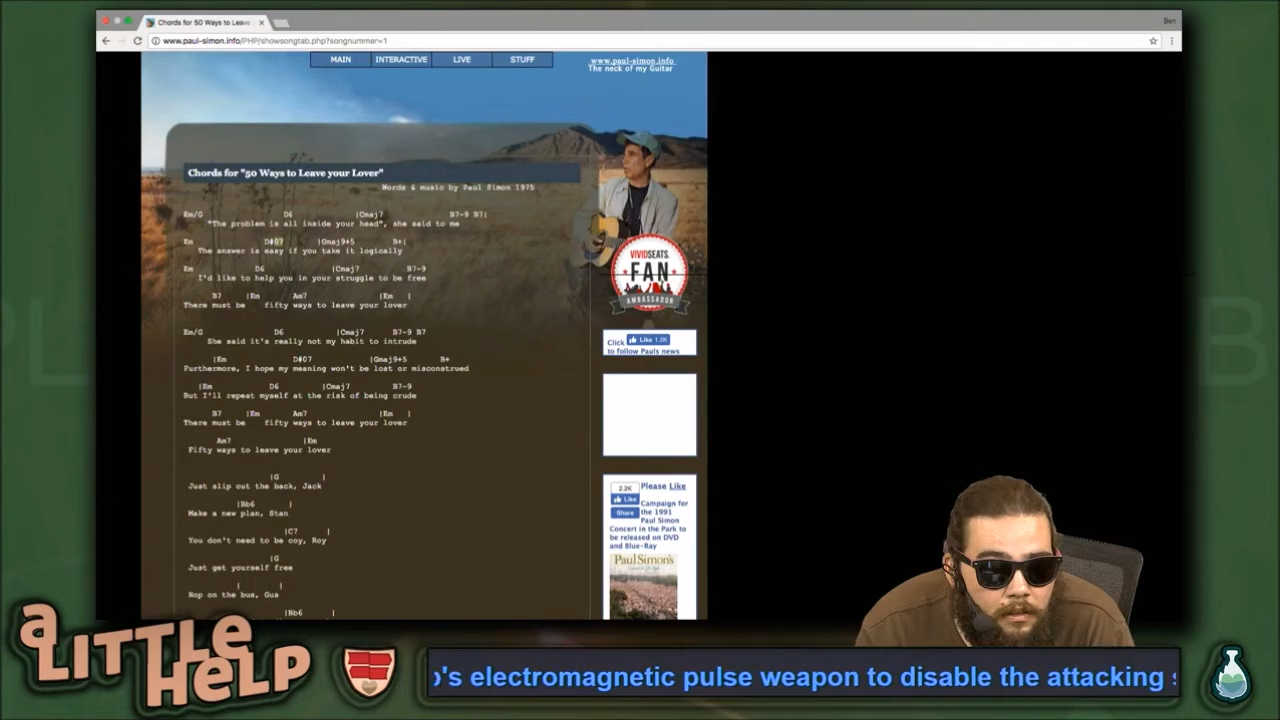 Chords for 50 Ways to Leave
Ben
www.paul-simon.info/PHP/showsongtab.php?songnummer=1
MAIN INTERACTIVE LIVE STUFF
www.paul-simon.info
The neck of my Guitar
Chords for "50 Ways to Leave your Lover"
Words & music by Paul Simon 1975
Em/G D6 |Cmaj7 B7-9 B7|
"The problem is all inside your head", she said to me
Em D#07 |Gmaj9+5 B+|
The answer is easy if you take it logically
Em D6 |Cmaj7 B7-9
I'd like to help you in your struggle to be free
B7 |Em Am7 |Em |
There must be fifty ways to leave your lover
Em/G D6 |Cmaj7 B7-9 B7
She said it's really not my habit to intrude
|Em D#07 |Gmaj9+5 B+
Furthermore, I hope my meaning won't be lost or misconstrued
|Em D6 |Cmaj7 B7-9
But I'll repeat myself at the risk of being crude
B7 |Em Am7 |Em |
There must be fifty ways to leave your lover
Am7 |Em
Fifty ways to leave your lover
|G |
Just slip out the back, Jack
|Bb6 |
Make a new plan, Stan
|C7 |
You don't need to be coy, Roy
|G
Just get yourself free
| |
Hop on the bus, Gus
|Bb6 |
VIVIDSEATS
FAN
AMBASSADOR
Click Like 1.3K
to follow Pauls news
2.2K
Like
Share
Please Like
Campaign for
the 1991
Paul Simon
Concert in the Park to
be released on DVD
and Blue-Ray
Paul Simon's
a LiTTLe HeLP
's electromagnetic pulse weapon to disable the attacking